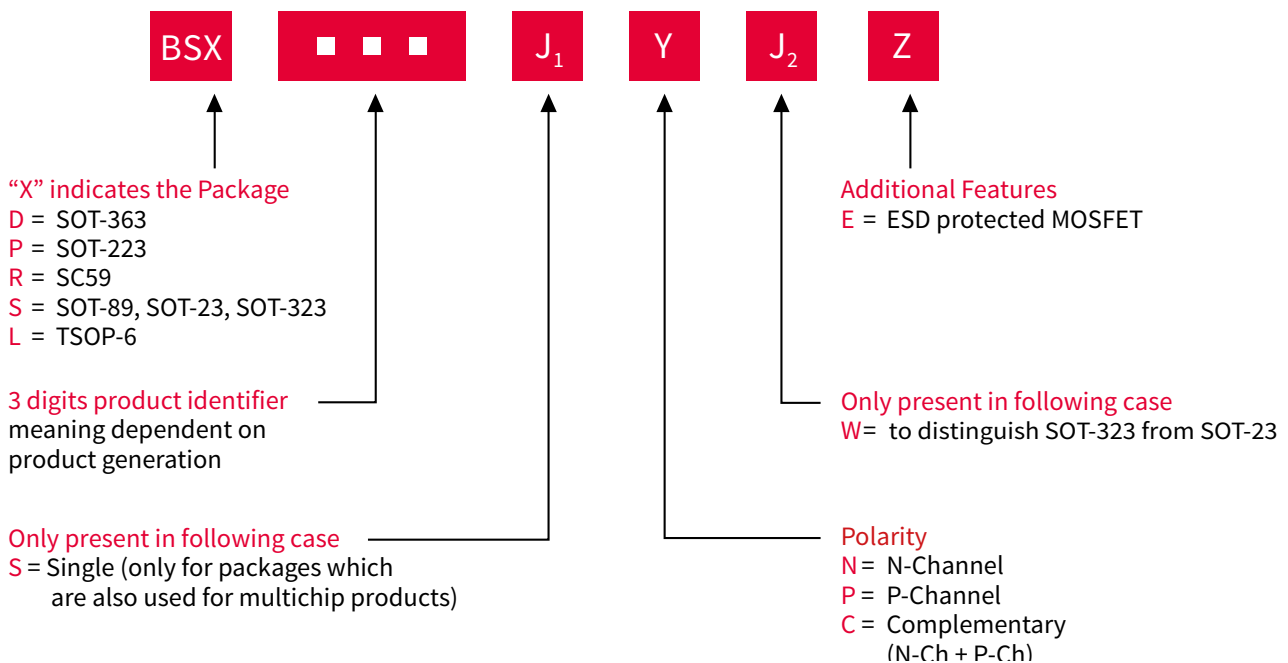 BSX ■ ■ ■ J₁ Y J₂ Z
“X” indicates the Package
D = SOT-363
P = SOT-223
R = SC59
S = SOT-89, SOT-23, SOT-323
L = TSOP-6
3 digits product identifier
meaning dependent on
product generation
Only present in following case
S = Single (only for packages which
are also used for multichip products)
Additional Features
E = ESD protected MOSFET
Only present in following case
W= to distinguish SOT-323 from SOT-23
Polarity
N = N-Channel
P = P-Channel
C = Complementary
(N-Ch + P-Ch)